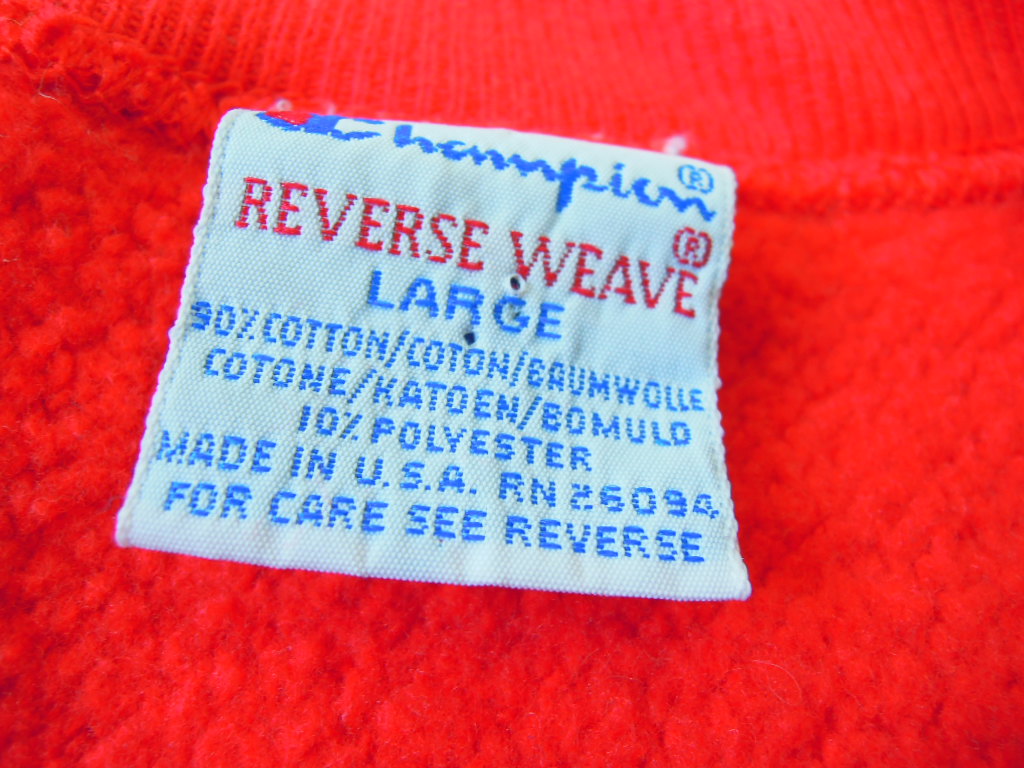 Champion®
REVERSE WEAVE®
LARGE
90% COTTON/COTON/BAUMWOLLE
COTONE/KATOEN/BOMULD
10% POLYESTER
MADE IN U.S.A. RN 26094
FOR CARE SEE REVERSE